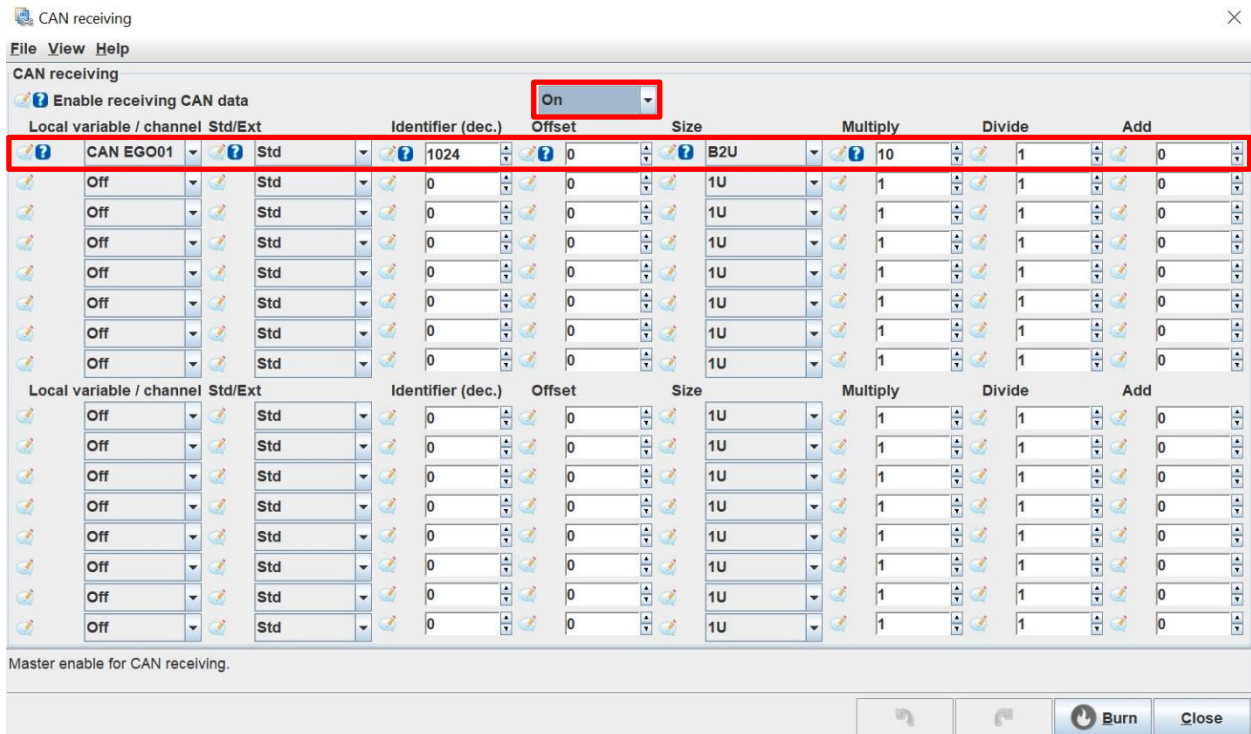 CAN receiving
File View Help
CAN receiving
Enable receiving CAN data On
Local variable / channel Std/Ext Identifier (dec.) Offset Size Multiply Divide Add
CAN EGO01 Std 1024 0 B2U 10 1 0
Off Std 0 0 1U 1 1 0
Off Std 0 0 1U 1 1 0
Off Std 0 0 1U 1 1 0
Off Std 0 0 1U 1 1 0
Off Std 0 0 1U 1 1 0
Off Std 0 0 1U 1 1 0
Off Std 0 0 1U 1 1 0
Local variable / channel Std/Ext Identifier (dec.) Offset Size Multiply Divide Add
Off Std 0 0 1U 1 1 0
Off Std 0 0 1U 1 1 0
Off Std 0 0 1U 1 1 0
Off Std 0 0 1U 1 1 0
Off Std 0 0 1U 1 1 0
Off Std 0 0 1U 1 1 0
Off Std 0 0 1U 1 1 0
Off Std 0 0 1U 1 1 0
Master enable for CAN receiving.
Burn Close